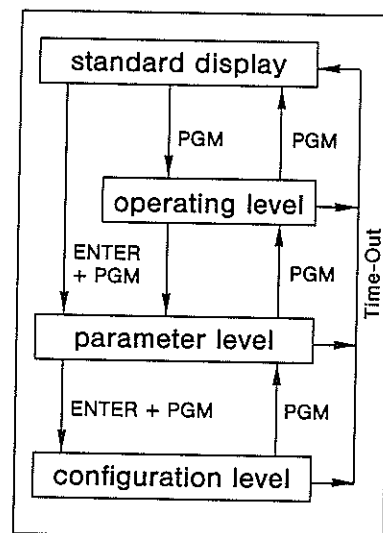 standard display
PGM
PGM
operating level
ENTER
+ PGM
PGM
Time-Out
parameter level
ENTER + PGM
PGM
configuration level